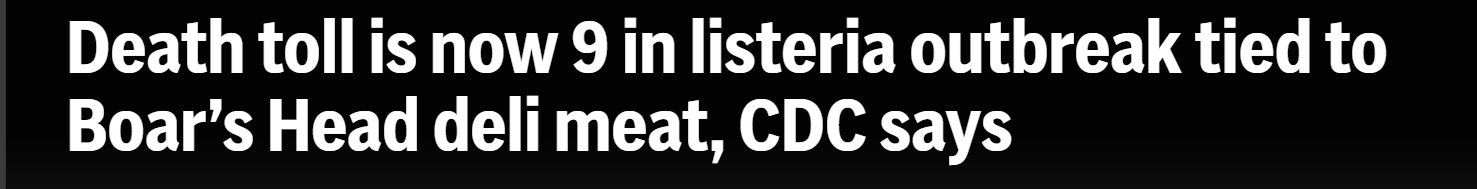 Death toll is now 9 in listeria outbreak tied to
Boar’s Head deli meat, CDC says